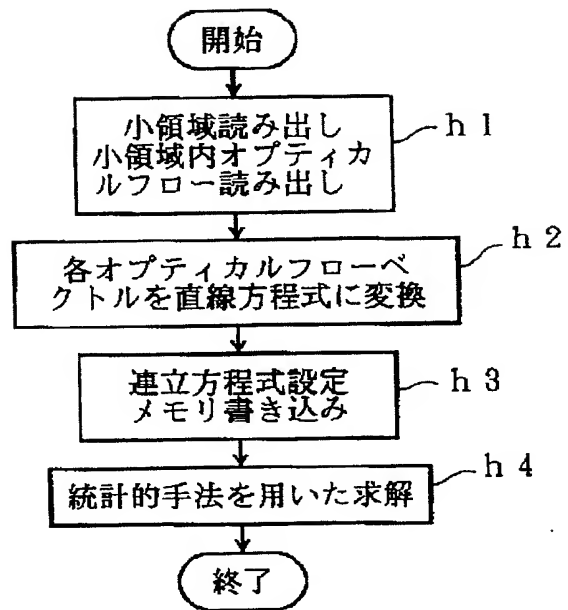 開始
小領域読み出し
小領域内オプティカ
ルフロー読み出し
h1
各オプティカルフローベ
クトルを直線方程式に変換
h2
連立方程式設定
メモリ書き込み
h3
統計的手法を用いた求解
h4
終了